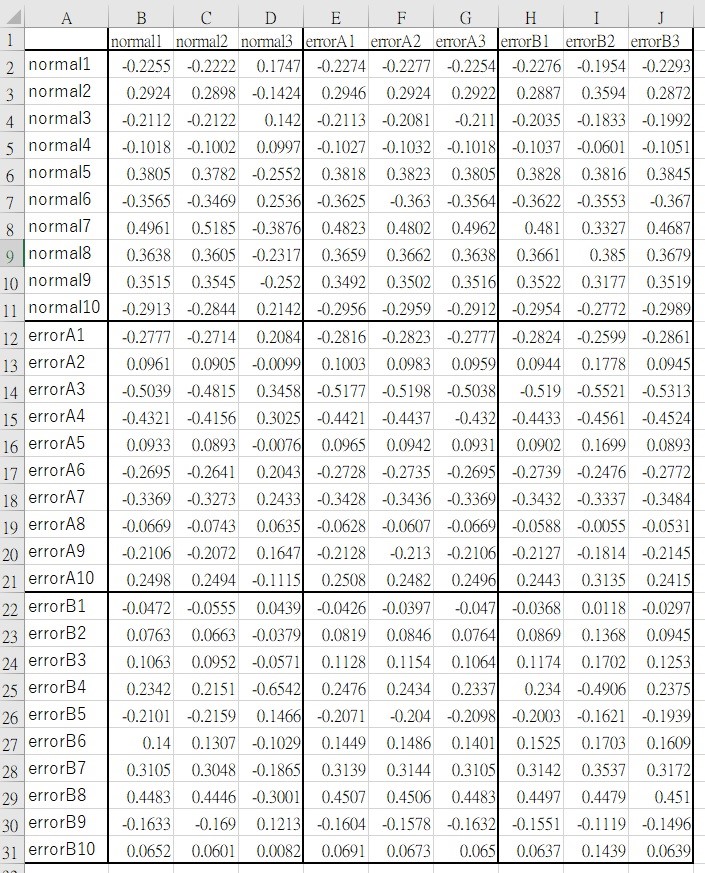 A B C D E F G H I J
1 normal1 normal2 normal3 errorA1 errorA2 errorA3 errorB1 errorB2 errorB3
2 normal1 -0.2255 -0.2222 0.1747 -0.2274 -0.2277 -0.2254 -0.2276 -0.1954 -0.2293
3 normal2 0.2924 0.2898 -0.1424 0.2946 0.2924 0.2922 0.2887 0.3594 0.2872
4 normal3 -0.2112 -0.2122 0.142 -0.2113 -0.2081 -0.211 -0.2035 -0.1833 -0.1992
5 normal4 -0.1018 -0.1002 0.0997 -0.1027 -0.1032 -0.1018 -0.1037 -0.0601 -0.1051
6 normal5 0.3805 0.3782 -0.2552 0.3818 0.3823 0.3805 0.3828 0.3816 0.3845
7 normal6 -0.3565 -0.3469 0.2536 -0.3625 -0.363 -0.3564 -0.3622 -0.3553 -0.367
8 normal7 0.4961 0.5185 -0.3876 0.4823 0.4802 0.4962 0.481 0.3327 0.4687
9 normal8 0.3638 0.3605 -0.2317 0.3659 0.3662 0.3638 0.3661 0.385 0.3679
10 normal9 0.3515 0.3545 -0.252 0.3492 0.3502 0.3516 0.3522 0.3177 0.3519
11 normal10 -0.2913 -0.2844 0.2142 -0.2956 -0.2959 -0.2912 -0.2954 -0.2772 -0.2989
12 errorA1 -0.2777 -0.2714 0.2084 -0.2816 -0.2823 -0.2777 -0.2824 -0.2599 -0.2861
13 errorA2 0.0961 0.0905 -0.0099 0.1003 0.0983 0.0959 0.0944 0.1778 0.0945
14 errorA3 -0.5039 -0.4815 0.3458 -0.5177 -0.5198 -0.5038 -0.519 -0.5521 -0.5313
15 errorA4 -0.4321 -0.4156 0.3025 -0.4421 -0.4437 -0.432 -0.4433 -0.4561 -0.4524
16 errorA5 0.0933 0.0893 -0.0076 0.0965 0.0942 0.0931 0.0902 0.1699 0.0893
17 errorA6 -0.2695 -0.2641 0.2043 -0.2728 -0.2735 -0.2695 -0.2739 -0.2476 -0.2772
18 errorA7 -0.3369 -0.3273 0.2433 -0.3428 -0.3436 -0.3369 -0.3432 -0.3337 -0.3484
19 errorA8 -0.0669 -0.0743 0.0635 -0.0628 -0.0607 -0.0669 -0.0588 -0.0055 -0.0531
20 errorA9 -0.2106 -0.2072 0.1647 -0.2128 -0.213 -0.2106 -0.2127 -0.1814 -0.2145
21 errorA10 0.2498 0.2494 -0.1115 0.2508 0.2482 0.2496 0.2443 0.3135 0.2415
22 errorB1 -0.0472 -0.0555 0.0439 -0.0426 -0.0397 -0.047 -0.0368 0.0118 -0.0297
23 errorB2 0.0763 0.0663 -0.0379 0.0819 0.0846 0.0764 0.0869 0.1368 0.0945
24 errorB3 0.1063 0.0952 -0.0571 0.1128 0.1154 0.1064 0.1174 0.1702 0.1253
25 errorB4 0.2342 0.2151 -0.6542 0.2476 0.2434 0.2337 0.234 -0.4906 0.2375
26 errorB5 -0.2101 -0.2159 0.1466 -0.2071 -0.204 -0.2098 -0.2003 -0.1621 -0.1939
27 errorB6 0.14 0.1307 -0.1029 0.1449 0.1486 0.1401 0.1525 0.1703 0.1609
28 errorB7 0.3105 0.3048 -0.1865 0.3139 0.3144 0.3105 0.3142 0.3537 0.3172
29 errorB8 0.4483 0.4446 -0.3001 0.4507 0.4506 0.4483 0.4497 0.4479 0.451
30 errorB9 -0.1633 -0.169 0.1213 -0.1604 -0.1578 -0.1632 -0.1551 -0.1119 -0.1496
31 errorB10 0.0652 0.0601 0.0082 0.0691 0.0673 0.065 0.0637 0.1439 0.0639